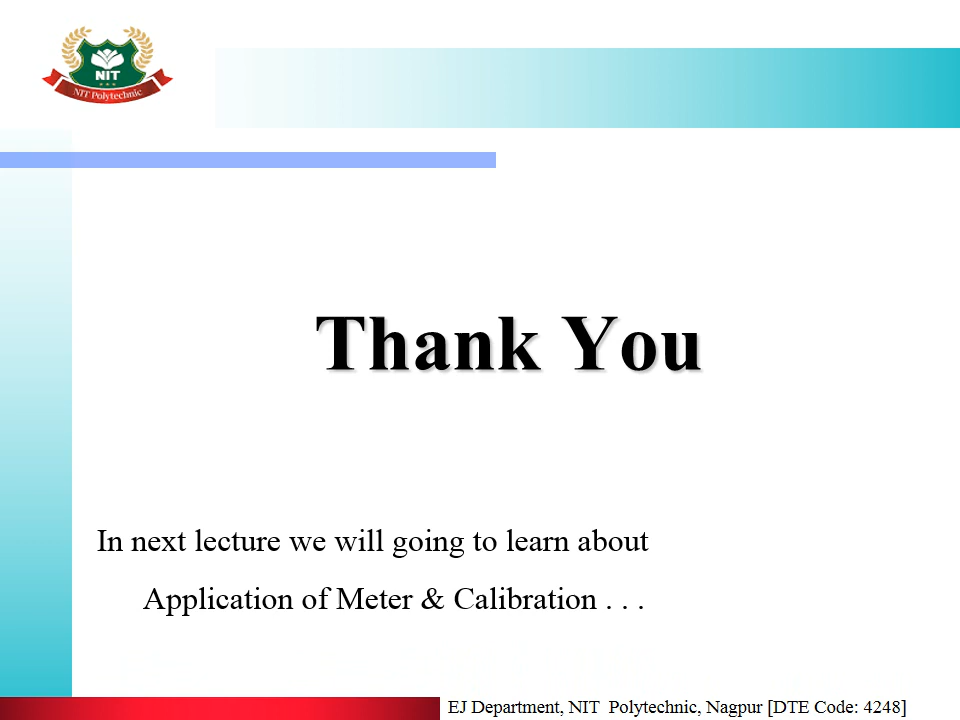 NIT
NIT Polytechnic
Thank You
In next lecture we will going to learn about
Application of Meter & Calibration . . .
EJ Department, NIT Polytechnic, Nagpur [DTE Code: 4248]